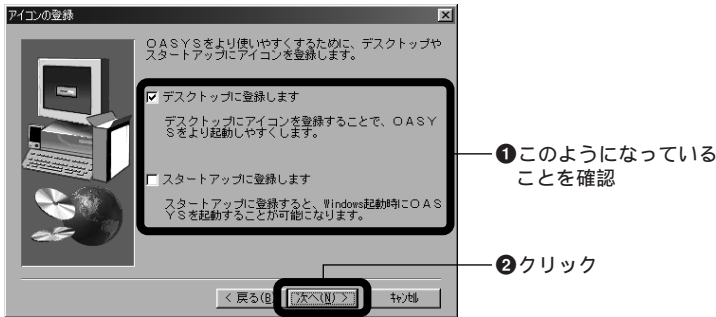 アイコンの登録
OASYSをより使いやすくするために、デスクトップや
スタートアップにアイコンを登録します。
デスクトップに登録します
デスクトップにアイコンを登録することで、OASY
Sをより起動しやすくします。
スタートアップに登録します
スタートアップに登録すると、Windows起動時にOAS
YSを起動することが可能になります。
< 戻る(B)
次へ(N) >
キャンセル
❶このようになっている
ことを確認
❷クリック